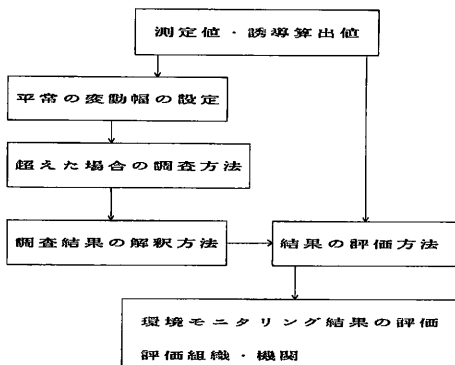 測定値・誘導算出値
平常の変動幅の設定
超えた場合の調査方法
調査結果の解釈方法
結果の評価方法
環境モニタリング結果の評価
評価組織・機関